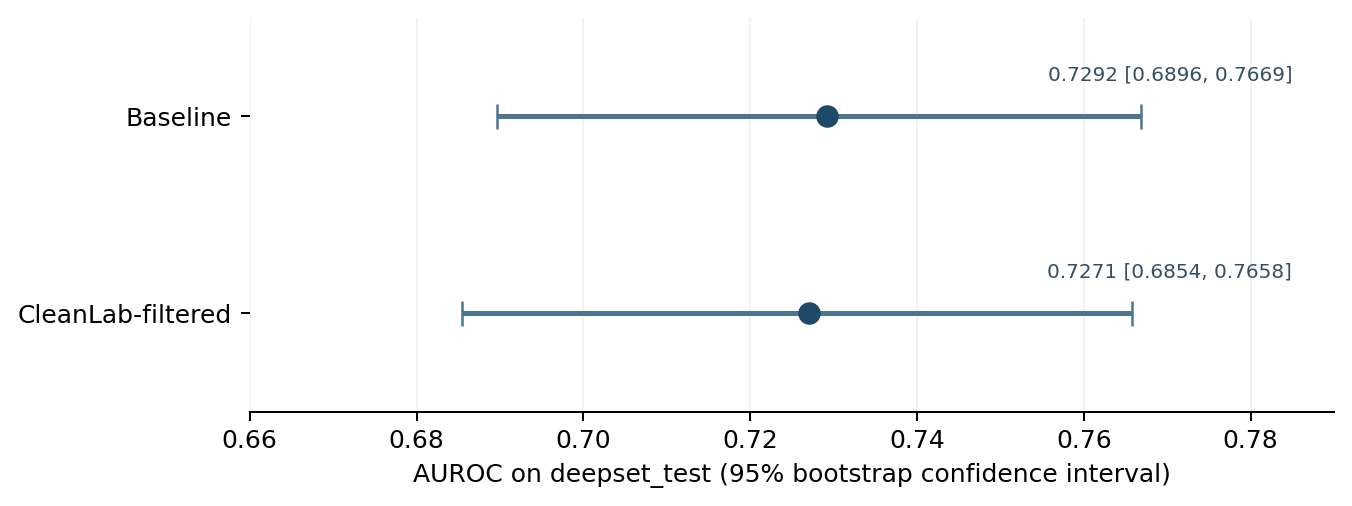 0.7292 [0.6896, 0.7669]
Baseline
0.7271 [0.6854, 0.7658]
CleanLab-filtered
0.66 0.68 0.70 0.72 0.74 0.76 0.78
AUROC on deepset_test (95% bootstrap confidence interval)